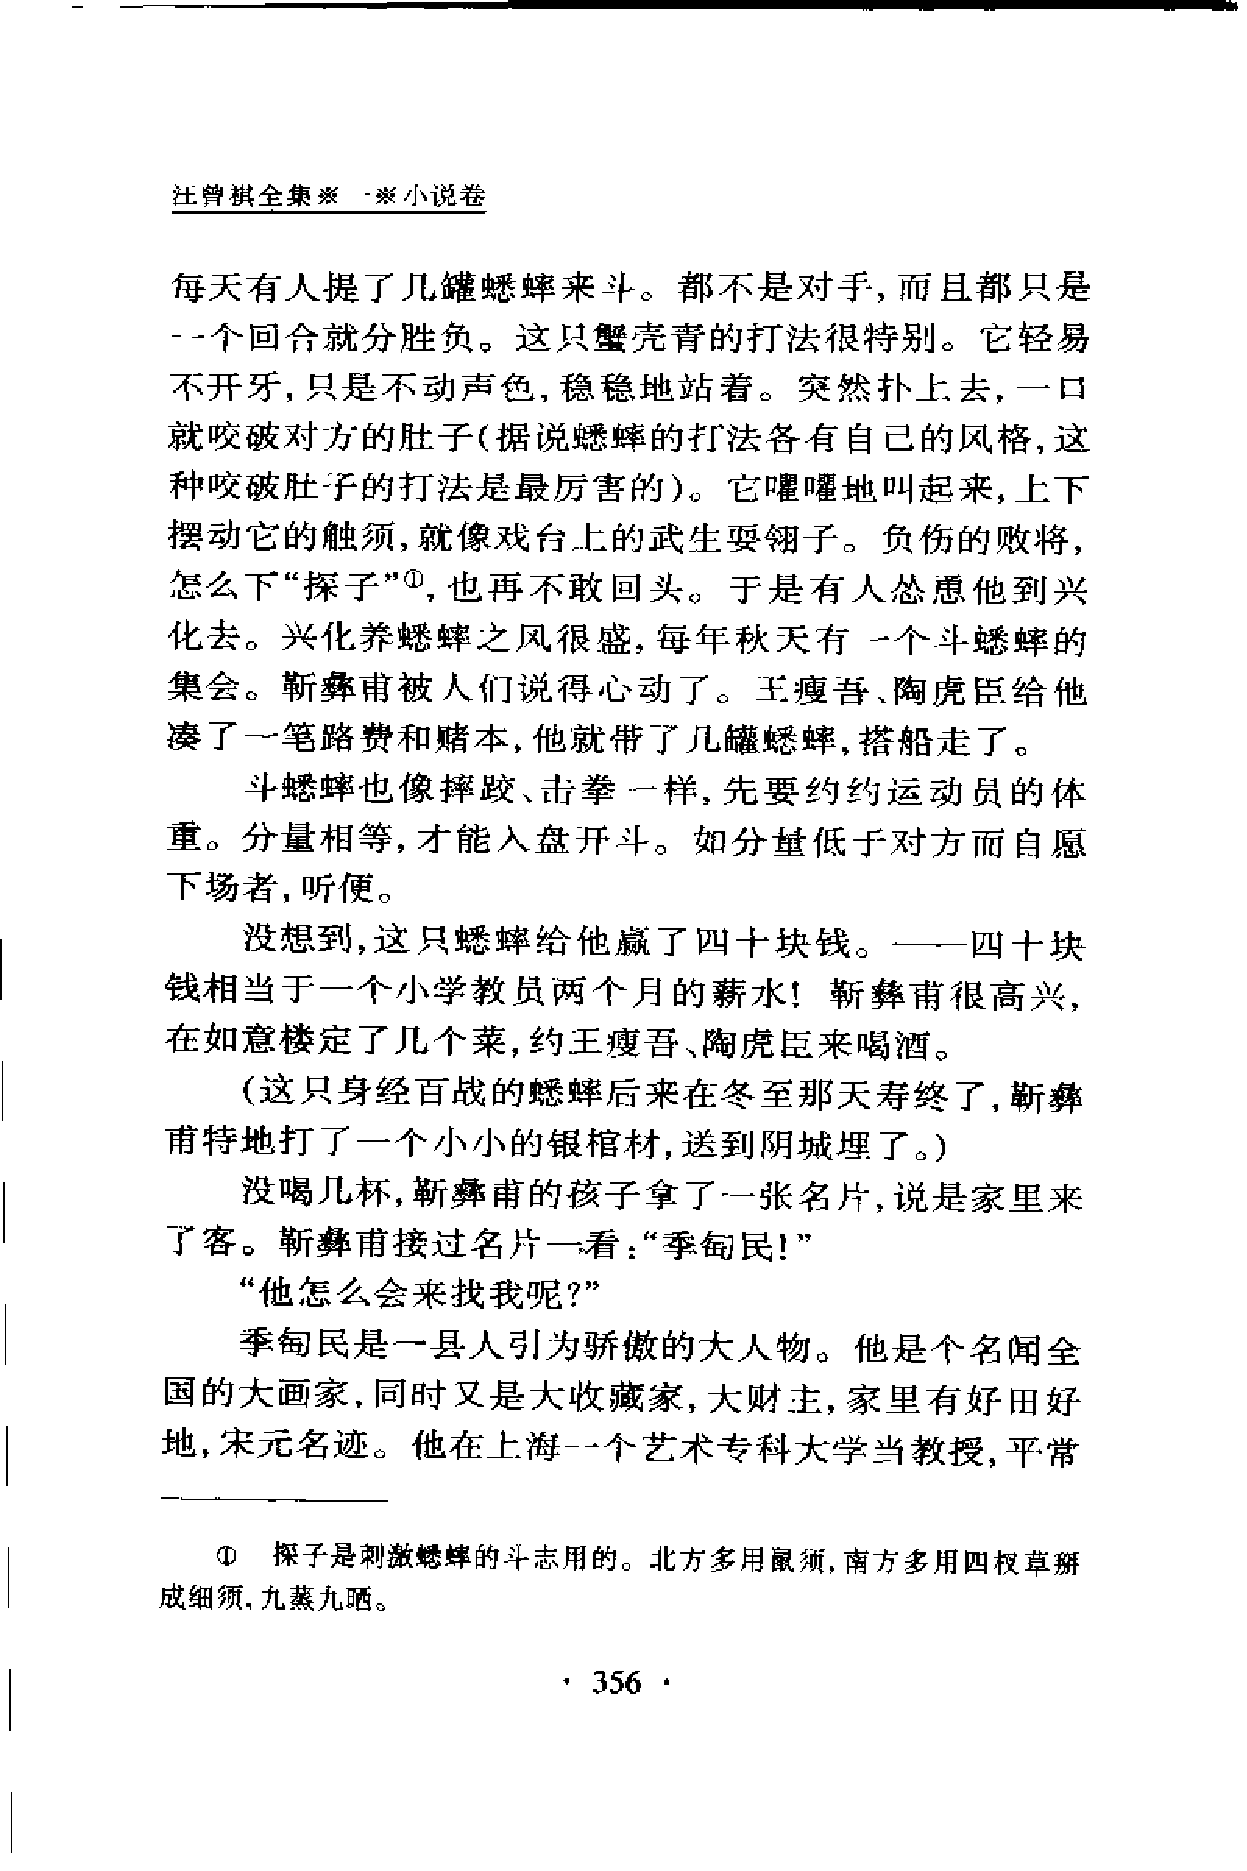 汪曾祺全集※一※小说卷
每天有人提了几罐蟋蟀来斗。都不是对手,而且都只是
一个回合就分胜负。这只蟹壳青的打法很特别。它轻易
不开牙,只是不动声色,稳稳地站着。突然扑上去,一口
就咬破对方的肚子(据说蟋蟀的打法各有自己的风格,这
种咬破肚子的打法是最厉害的)。它嚁嚁地叫起来,上下
摆动它的触须,就像戏台上的武生耍翎子。负伤的败将,
怎么下“探子”①,也再不敢回头。于是有人怂恿他到兴
化去。兴化养蟋蟀之风很盛,每年秋天有一个斗蟋蟀的
集会。靳彝甫被人们说得心动了。王瘦吾、陶虎臣给他
凑了一笔路费和赌本,他就带了几罐蟋蟀,搭船走了。
斗蟋蟀也像摔跤、击拳一样,先要约约运动员的体
重。分量相等,才能入盘开斗。如分量低于对方而自愿
下场者,听便。
没想到,这只蟋蟀给他赢了四十块钱。——四十块
钱相当于一个小学教员两个月的薪水!靳彝甫很高兴,
在如意楼定了几个菜,约王瘦吾、陶虎臣来喝酒。
(这只身经百战的蟋蟀后来在冬至那天寿终了,靳彝
甫特地打了一个小小的银棺材,送到阴城埋了。)
没喝几杯,靳彝甫的孩子拿了一张名片,说是家里来
了客。靳彝甫接过名片一看:“季匋民!”
“他怎么会来找我呢?”
季匋民是一县人引为骄傲的大人物。他是个名闻全
国的大画家,同时又是大收藏家,大财主,家里有好田好
地,宋元名迹。他在上海一个艺术专科大学当教授,平常
① 探子是刺激蟋蟀的斗志用的。北方多用鼠须,南方多用四杈草掰
成细须,九蒸九晒。
· 356 ·